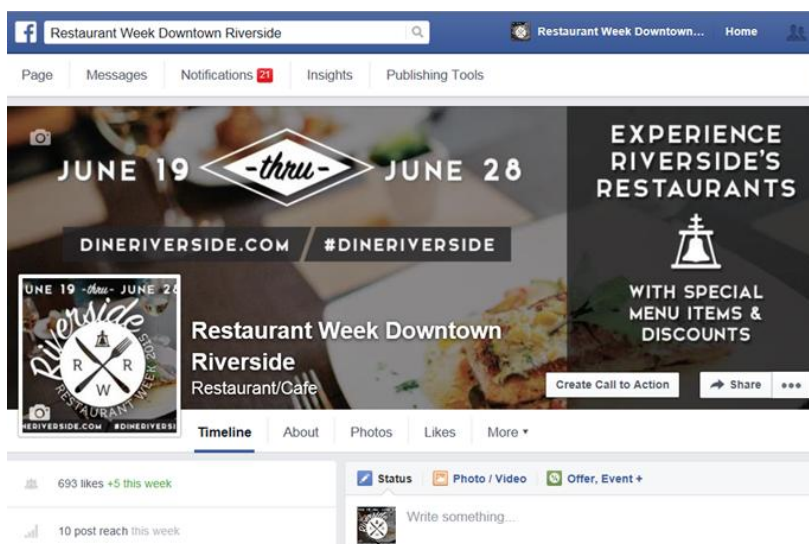 f Restaurant Week Downtown Riverside
Restaurant Week Downtown... Home
Page Messages Notifications 21 Insights Publishing Tools
JUNE 19 -thru- JUNE 28
DINERIVERSIDE.COM / #DINERIVERSIDE
EXPERIENCE
RIVERSIDE'S
RESTAURANTS
WITH SPECIAL
MENU ITEMS &
DISCOUNTS
UNE 19 -thru- JUNE 28
Riverside
R R
W
RESTAURANT WEEK 2015
NERIVERSIDE.COM #DINERIVERSI
Restaurant Week Downtown
Riverside
Restaurant/Cafe
Create Call to Action Share
Timeline About Photos Likes More
693 likes +5 this week
10 post reach this week
Status Photo / Video Offer, Event +
Write something...